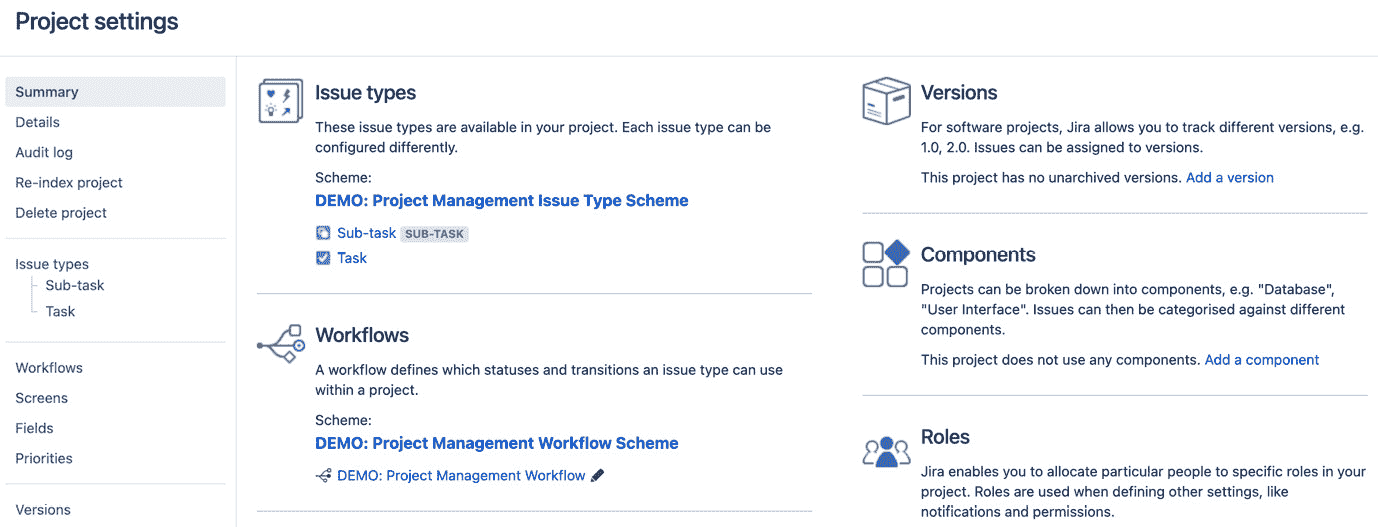 Project settings
Summary
Details
Audit log
Re-index project
Delete project
Issue types
Sub-task
Task
Workflows
Screens
Fields
Priorities
Versions
Issue types
These issue types are available in your project. Each issue type can be
configured differently.
Scheme:
DEMO: Project Management Issue Type Scheme
Sub-task SUB-TASK
Task
Workflows
A workflow defines which statuses and transitions an issue type can use
within a project.
Scheme:
DEMO: Project Management Workflow Scheme
DEMO: Project Management Workflow
Versions
For software projects, Jira allows you to track different versions, e.g.
1.0, 2.0. Issues can be assigned to versions.
This project has no unarchived versions. Add a version
Components
Projects can be broken down into components, e.g. "Database",
"User Interface". Issues can then be categorised against different
components.
This project does not use any components. Add a component
Roles
Jira enables you to allocate particular people to specific roles in your
project. Roles are used when defining other settings, like
notifications and permissions.